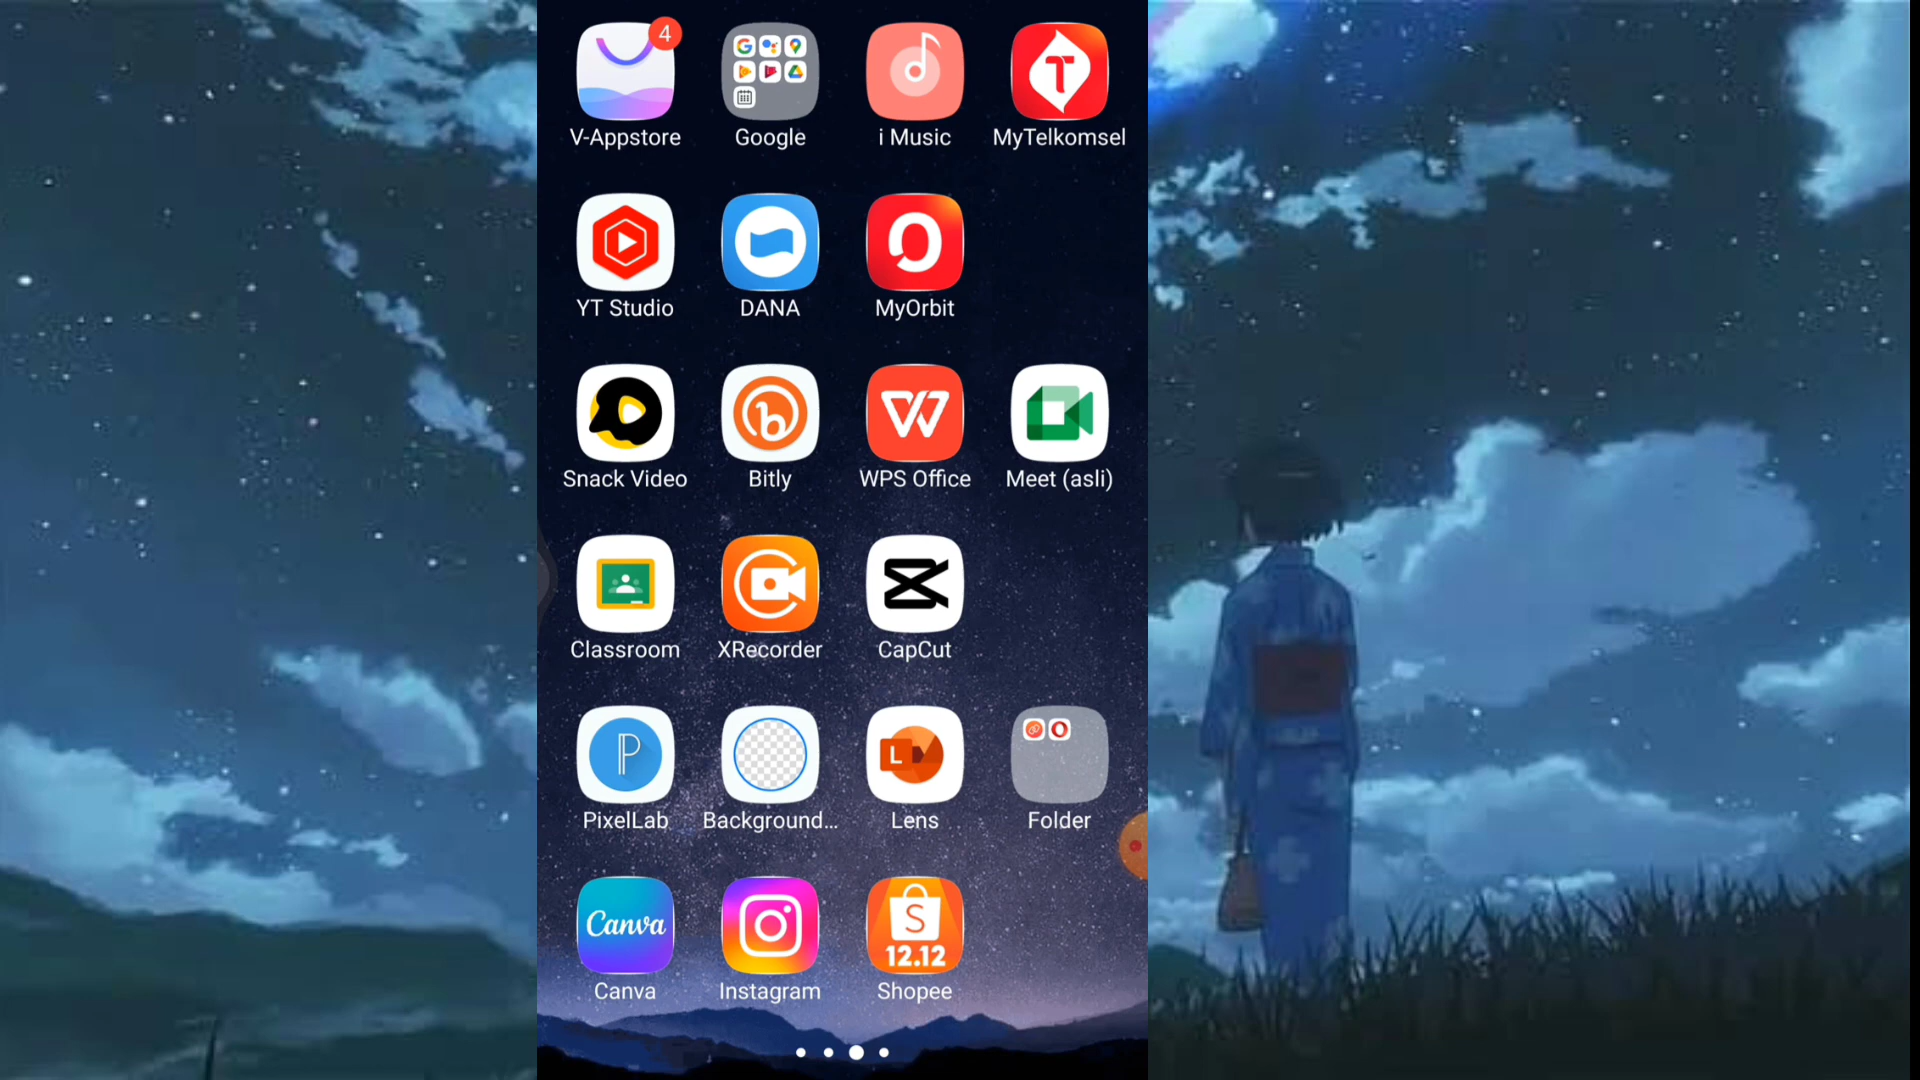 4
V-Appstore
Google
i Music
MyTelkomsel
YT Studio
DANA
MyOrbit
Snack Video
Bitly
WPS Office
Meet (asli)
Classroom
XRecorder
CapCut
PixelLab
Background...
Lens
Folder
Canva
S
12.12
Canva
Instagram
Shopee